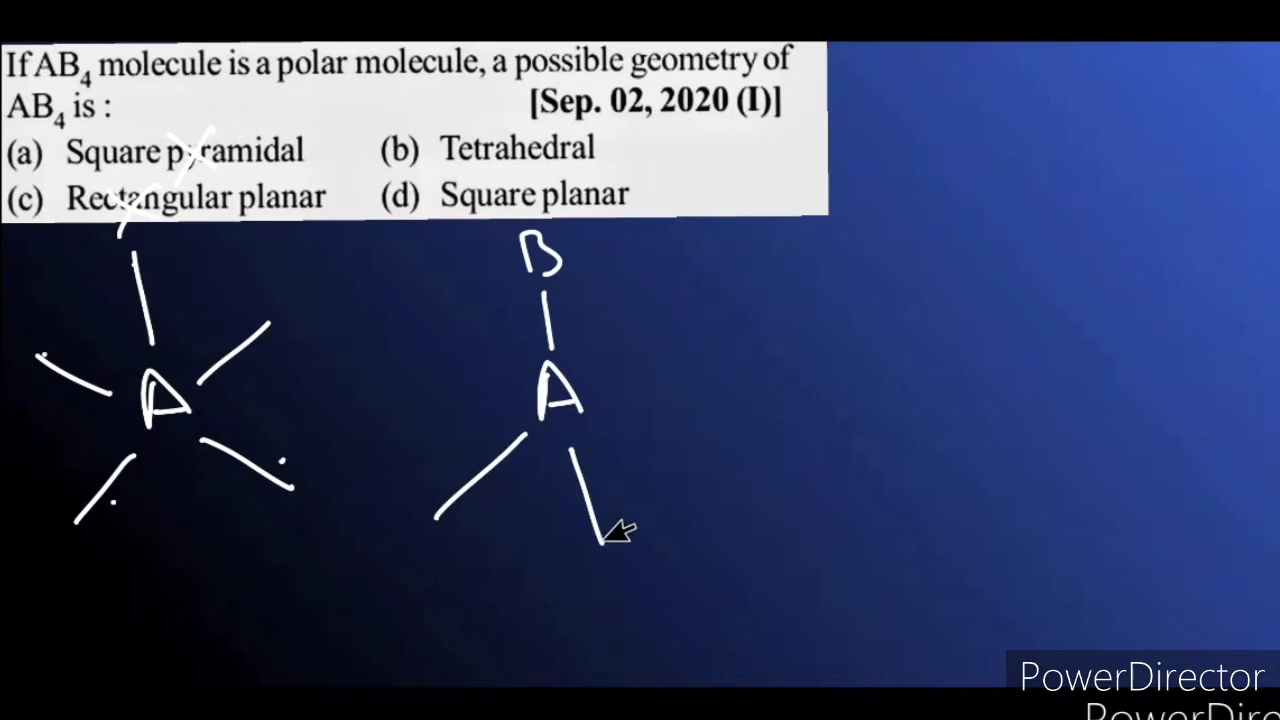 If AB₄ molecule is a polar molecule, a possible geometry of
AB₄ is : [Sep. 02, 2020 (I)]
(a) Square pyramidal (b) Tetrahedral
(c) Rectangular planar (d) Square planar
B
A
A
PowerDirector
PowerDire